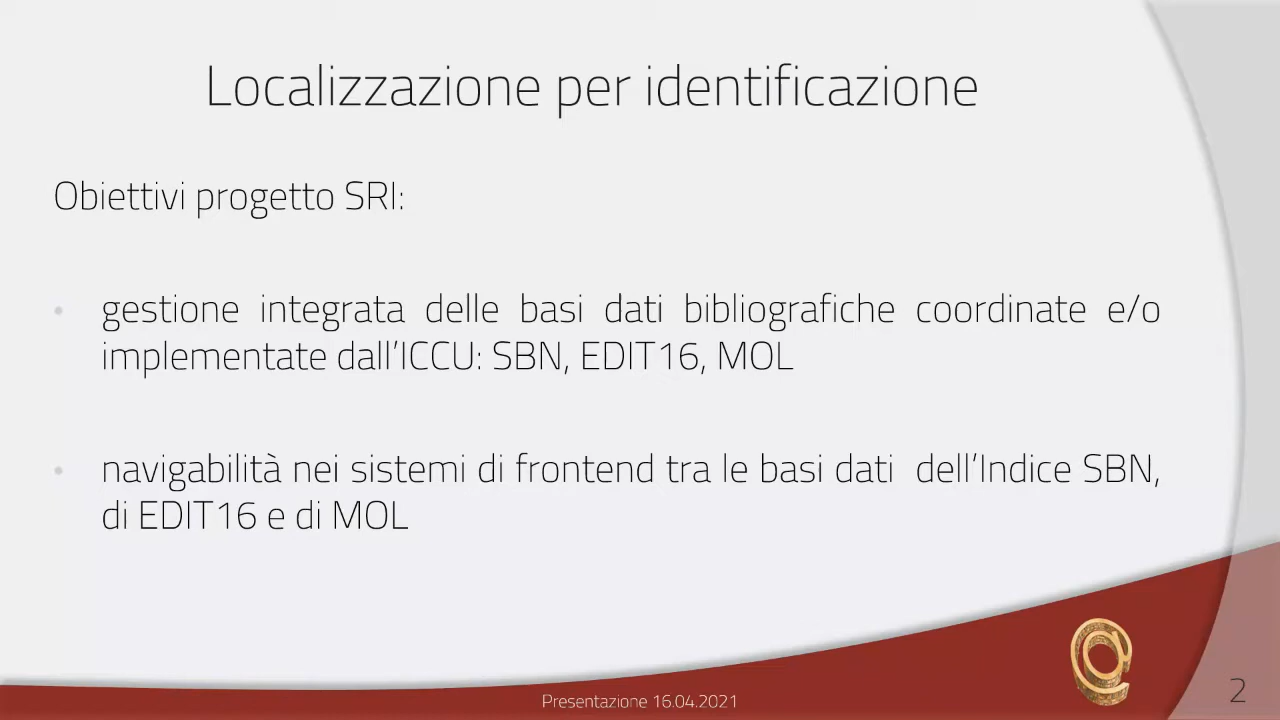 Localizzazione per identificazione
Obiettivi progetto SRI:
• gestione integrata delle basi dati bibliografiche coordinate e/o
implementate dall’ICCU: SBN, EDIT16, MOL
• navigabilità nei sistemi di frontend tra le basi dati dell’Indice SBN,
di EDIT16 e di MOL
Presentazione 16.04.2021
2